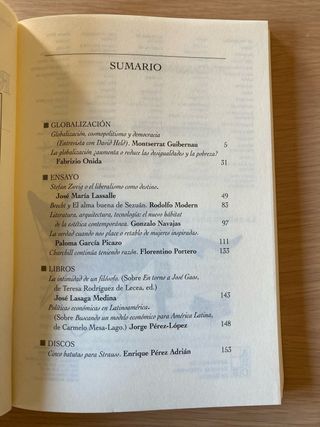 SUMARIO
■ GLOBALIZACIÓN
Globalización, cosmopolitismo y democracia
(Entrevista con David Held). Montserrat Guibernau 5
La globalización ¿aumenta o reduce las desigualdades y la pobreza?
Fabrizio Onida 31
■ ENSAYO
Stefan Zweig o el liberalismo como destino.
José María Lassalle 49
Brecht y El alma buena de Sezuán. Rodolfo Modern 83
Literatura, arquitectura, tecnología: el nuevo hábitat
de la estética contemporánea. Gonzalo Navajas 97
La verdad cuando nos place o retablo de mujeres inspiradas.
Paloma García Picazo 111
Churchill continúa teniendo razón. Florentino Portero 133
■ LIBROS
La intimidad de un filósofo. (Sobre En torno a José Gaos,
de Teresa Rodríguez de Lecea, ed.)
José Lasaga Medina 143
Políticas económicas en Latinoamérica.
(Sobre Buscando un modelo económico para América Latina,
de Carmelo Mesa-Lago.) Jorge Pérez-López 148
■ DISCOS
Cinco batutas para Strauss. Enrique Pérez Adrián 153